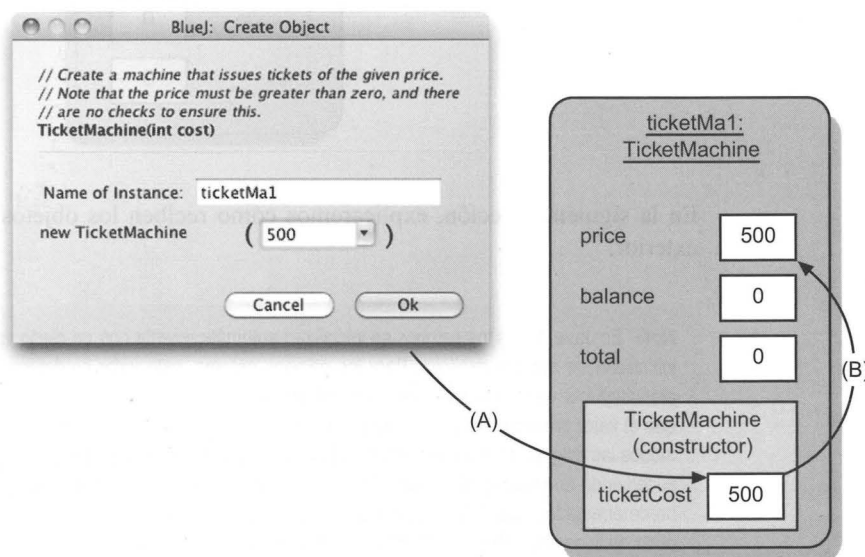 BlueJ: Create Object
// Create a machine that issues tickets of the given price.
// Note that the price must be greater than zero, and there
// are no checks to ensure this.
TicketMachine(int cost)
Name of Instance: ticketMa1
new TicketMachine ( 500 )
Cancel Ok
ticketMa1:
TicketMachine
price 500
balance 0
total 0
(A)
(B)
TicketMachine
(constructor)
ticketCost 500